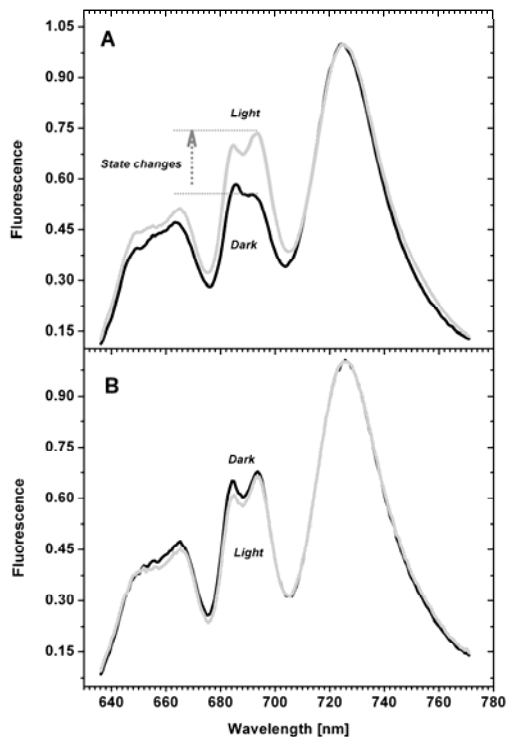 A
1.05
0.90
0.75
0.60
0.45
0.30
0.15
Fluorescence
Light
State changes
Dark
B
0.90
0.75
0.60
0.45
0.30
0.15
Fluorescence
Dark
Light
640 660 680 700 720 740 760 780
Wavelength [nm]